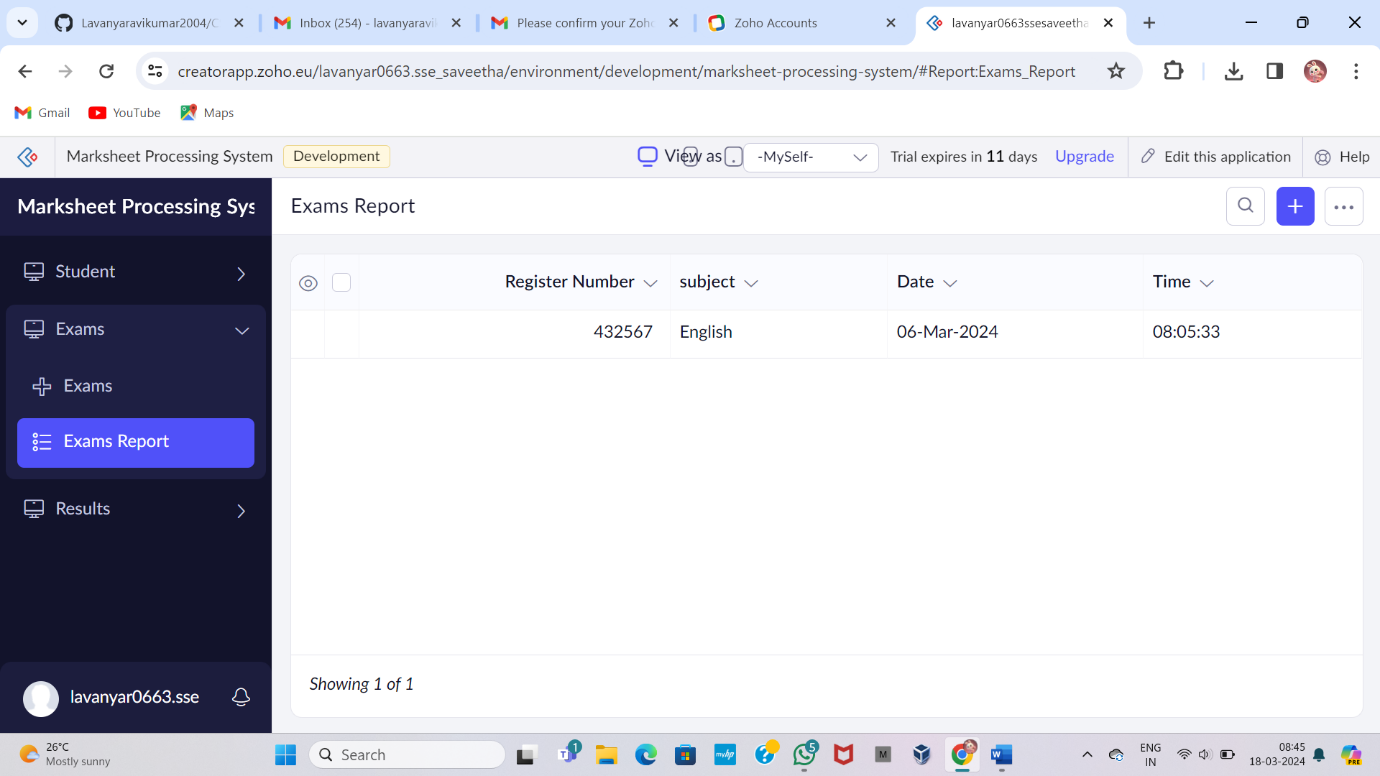 Lavanyaravikumar2004/C
Inbox (254) - lavanyaravi
Please confirm your Zoho
Zoho Accounts
lavanyar0663ssesaveetha
creatorapp.zoho.eu/lavanyar0663.sse_saveetha/environment/development/marksheet-processing-system/#Report:Exams_Report
Gmail YouTube Maps
Marksheet Processing System Development View as -MySelf- Trial expires in 11 days Upgrade Edit this application Help
Marksheet Processing Sys
Exams Report
Student
Exams
Exams
Exams Report
Results
Register Number subject Date Time
432567 English 06-Mar-2024 08:05:33
Showing 1 of 1
lavanyar0663.sse
26°C
Mostly sunny
Search
1
myhp
5
M
W
ENG
IN
08:45
18-03-2024
PRE